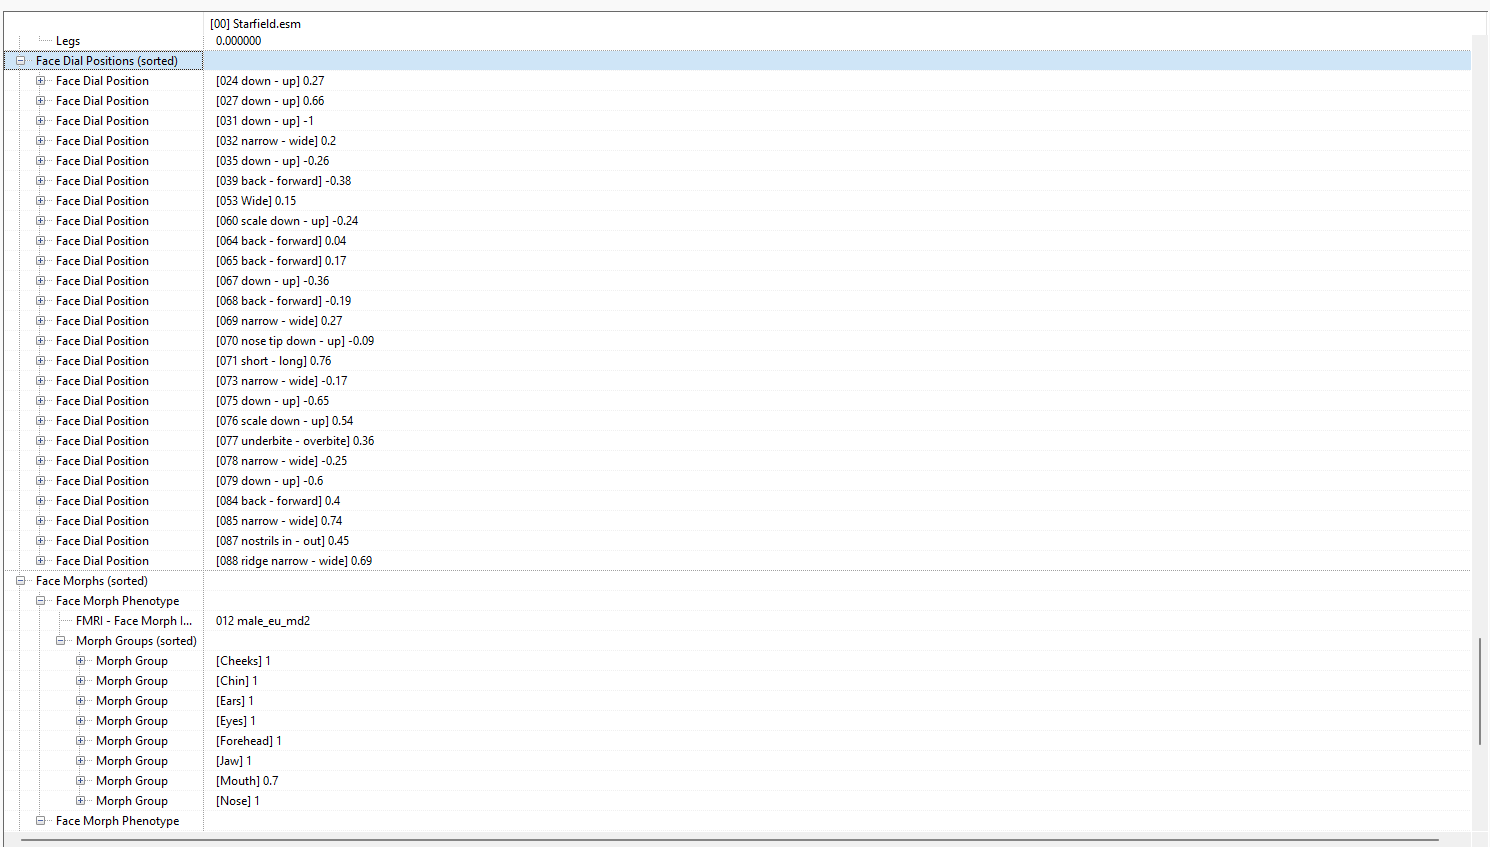 [00] Starfield.esm
Legs 0.000000
Face Dial Positions (sorted)
Face Dial Position [024 down - up] 0.27
Face Dial Position [027 down - up] 0.66
Face Dial Position [031 down - up] -1
Face Dial Position [032 narrow - wide] 0.2
Face Dial Position [035 down - up] -0.26
Face Dial Position [039 back - forward] -0.38
Face Dial Position [053 Wide] 0.15
Face Dial Position [060 scale down - up] -0.24
Face Dial Position [064 back - forward] 0.04
Face Dial Position [065 back - forward] 0.17
Face Dial Position [067 down - up] -0.36
Face Dial Position [068 back - forward] -0.19
Face Dial Position [069 narrow - wide] 0.27
Face Dial Position [070 nose tip down - up] -0.09
Face Dial Position [071 short - long] 0.76
Face Dial Position [073 narrow - wide] -0.17
Face Dial Position [075 down - up] -0.65
Face Dial Position [076 scale down - up] 0.54
Face Dial Position [077 underbite - overbite] 0.36
Face Dial Position [078 narrow - wide] -0.25
Face Dial Position [079 down - up] -0.6
Face Dial Position [084 back - forward] 0.4
Face Dial Position [085 narrow - wide] 0.74
Face Dial Position [087 nostrils in - out] 0.45
Face Dial Position [088 ridge narrow - wide] 0.69
Face Morphs (sorted)
Face Morph Phenotype
FMRI - Face Morph I... 012 male_eu_md2
Morph Groups (sorted)
Morph Group [Cheeks] 1
Morph Group [Chin] 1
Morph Group [Ears] 1
Morph Group [Eyes] 1
Morph Group [Forehead] 1
Morph Group [Jaw] 1
Morph Group [Mouth] 0.7
Morph Group [Nose] 1
Face Morph Phenotype